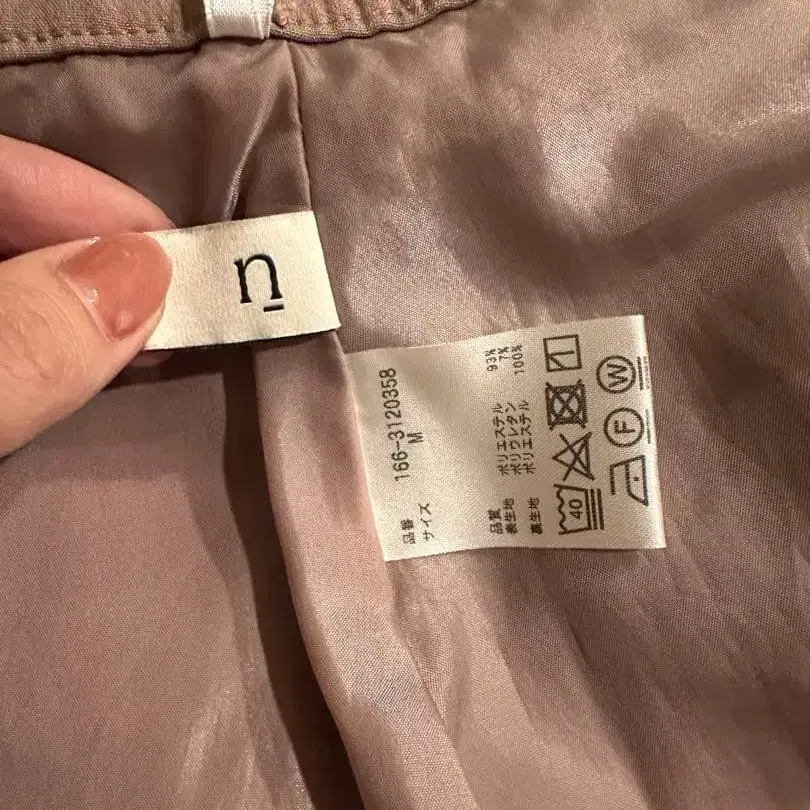 n
品番 166-3120358
サイズ M
品質
表生地 ポリエステル 93%
ポリウレタン 7%
裏生地 ポリエステル 100%
40
F
W